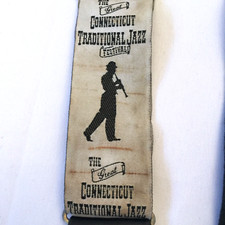 THE
Great
CONNECTICUT
TRADITIONAL JAZZ
FESTIVAL
THE
Great
CONNECTICUT
TRADITIONAL JAZZ